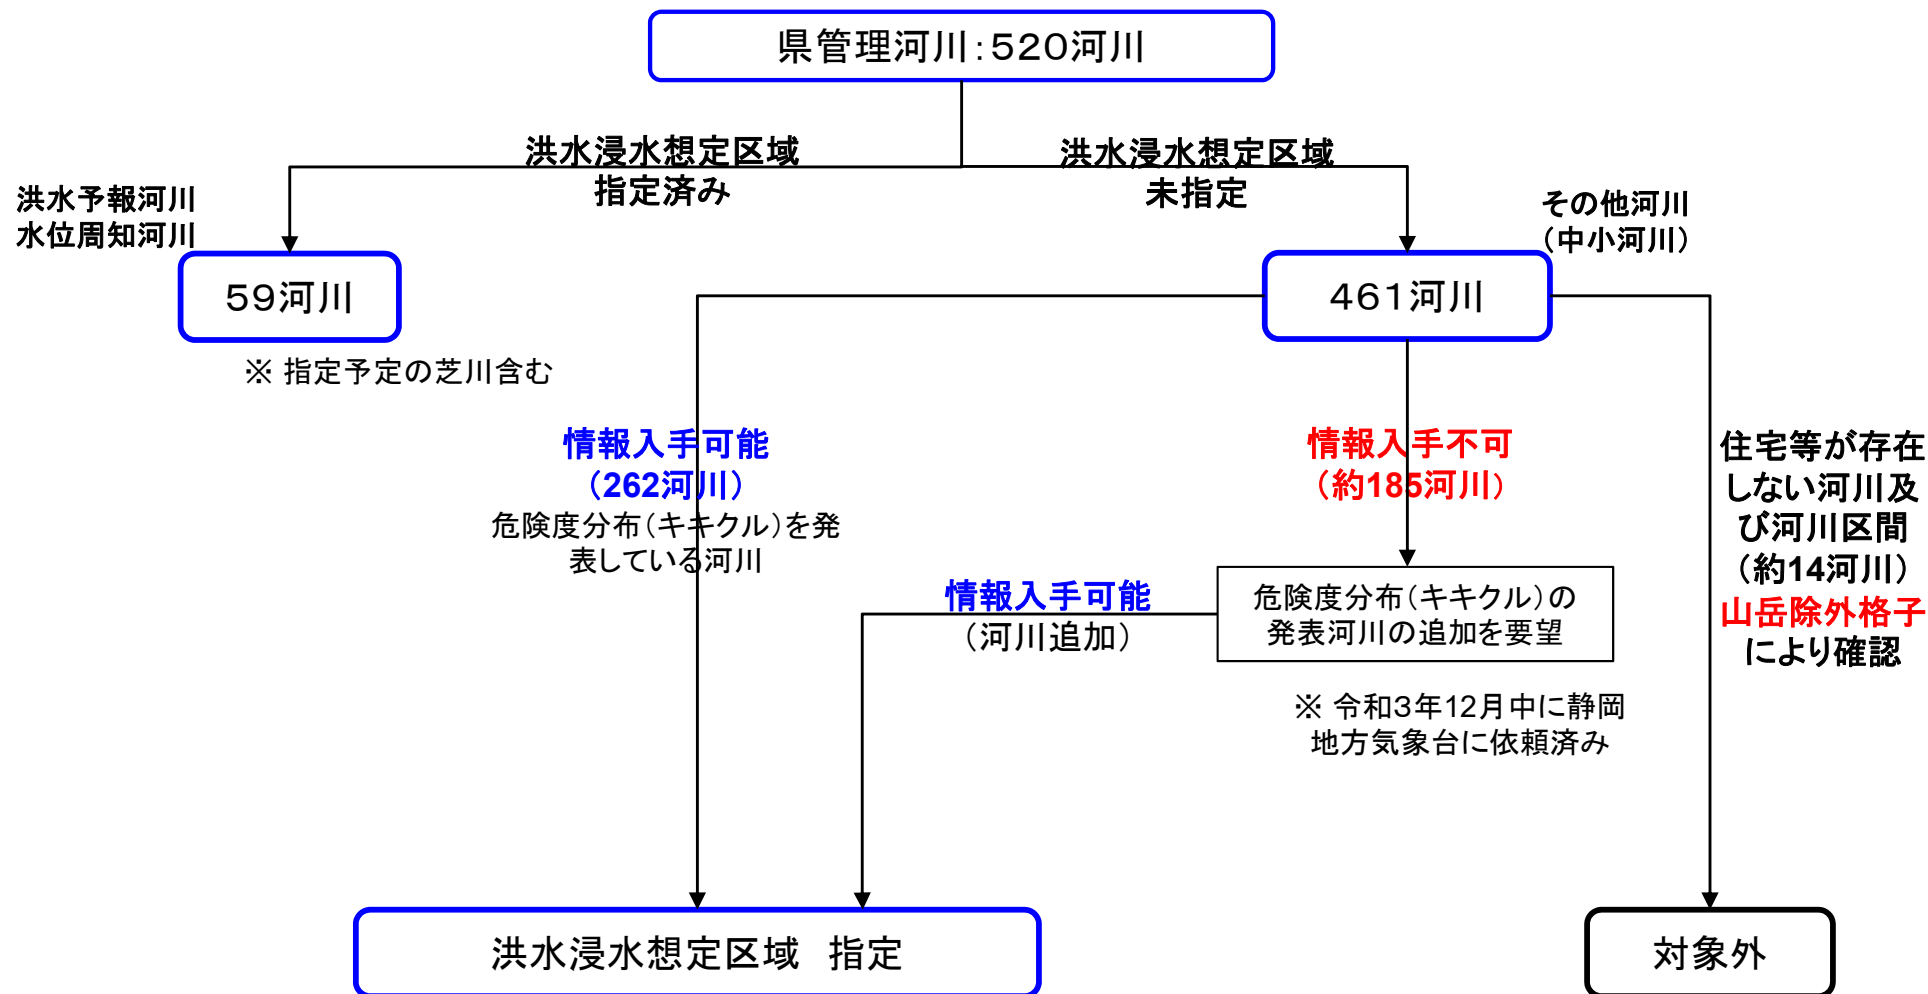 県管理河川：５２０河川
洪水浸水想定区域
指定済み
洪水浸水想定区域
未指定
洪水予報河川
水位周知河川
その他河川
（中小河川）
５９河川
４６１河川
※ 指定予定の芝川含む
情報入手可能
（262河川）
危険度分布（キキクル）を発
表している河川
情報入手不可
（約185河川）
住宅等が存在
しない河川及
び河川区間
（約14河川）
山岳除外格子
により確認
情報入手可能
（河川追加）
危険度分布（キキクル）の
発表河川の追加を要望
※ 令和３年12月中に静岡
地方気象台に依頼済み
洪水浸水想定区域　指定
対象外